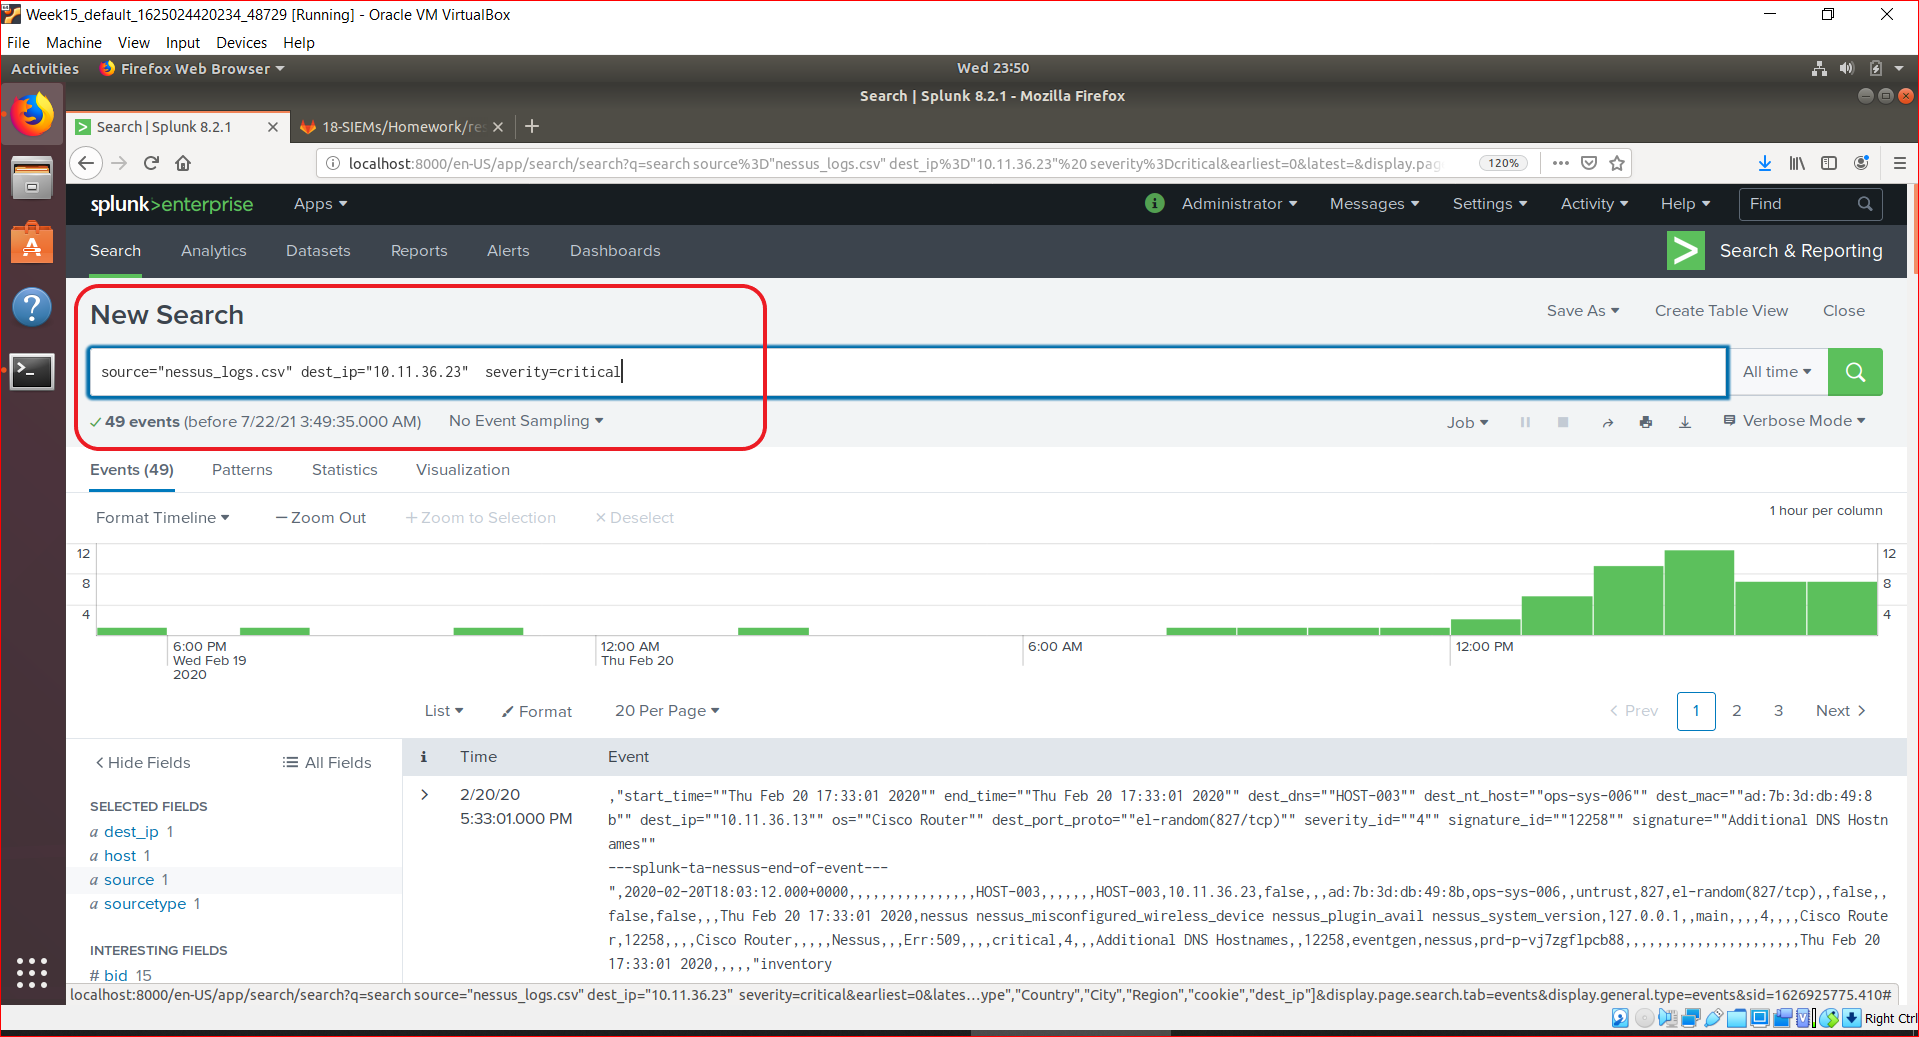 Week15_default_1625024420234_48729 [Running] - Oracle VM VirtualBox
File Machine View Input Devices Help
Activities Firefox Web Browser Wed 23:50
Search | Splunk 8.2.1 - Mozilla Firefox
Search | Splunk 8.2.1 18-SIEMs/Homework/re
localhost:8000/en-US/app/search/search?q=search source%3D"nessus_logs.csv" dest_ip%3D"10.11.36.23"%20 severity%3Dcritical&earliest=0&latest=&display.pag 120%
splunk>enterprise Apps Administrator Messages Settings Activity Help Find
Search Analytics Datasets Reports Alerts Dashboards Search & Reporting
New Search Save As Create Table View Close
source="nessus_logs.csv" dest_ip="10.11.36.23"  severity=critical All time
49 events (before 7/22/21 3:49:35.000 AM) No Event Sampling Job Verbose Mode
Events (49) Patterns Statistics Visualization
Format Timeline — Zoom Out + Zoom to Selection × Deselect 1 hour per column
12 12
8 8
4 4
6:00 PM 12:00 AM 6:00 AM 12:00 PM
Wed Feb 19 Thu Feb 20
2020
List Format 20 Per Page < Prev 1 2 3 Next >
< Hide Fields All Fields i Time Event
SELECTED FIELDS
a dest_ip 1
a host 1
a source 1
a sourcetype 1
INTERESTING FIELDS
# bid 15
> 2/20/20
5:33:01.000 PM
,"start_time=""Thu Feb 20 17:33:01 2020"" end_time=""Thu Feb 20 17:33:01 2020"" dest_dns=""HOST-003"" dest_nt_host=""ops-sys-006"" dest_mac=""ad:7b:3d:db:49:8
b"" dest_ip=""10.11.36.13"" os=""Cisco Router"" dest_port_proto=""el-random(827/tcp)"" severity_id=""4"" signature_id=""12258"" signature=""Additional DNS Hostn
ames""
---splunk-ta-nessus-end-of-event---
",2020-02-20T18:03:12.000+0000,,,,,,,,,,,,,,,,HOST-003,,,,,,,HOST-003,10.11.36.23,false,,,ad:7b:3d:db:49:8b,ops-sys-006,,untrust,827,el-random(827/tcp),,false,,
false,false,,,Thu Feb 20 17:33:01 2020,nessus nessus_misconfigured_wireless_device nessus_plugin_avail nessus_system_version,127.0.0.1,,main,,,,4,,,,Cisco Route
r,12258,,,,Cisco Router,,,,,Nessus,,,Err:509,,,,critical,4,,,Additional DNS Hostnames,,12258,eventgen,nessus,prd-p-vj7zgflpcb88,,,,,,,,,,,,,,,,,,,,,,Thu Feb 20
17:33:01 2020,,,,,"inventory
localhost:8000/en-US/app/search/search?q=search source="nessus_logs.csv" dest_ip="10.11.36.23"  severity=critical&earliest=0&lates...ype","Country","City","Region","cookie","dest_ip"]&display.page.search.tab=events&display.general.type=events&sid=1626925775.410#
Right Ctrl